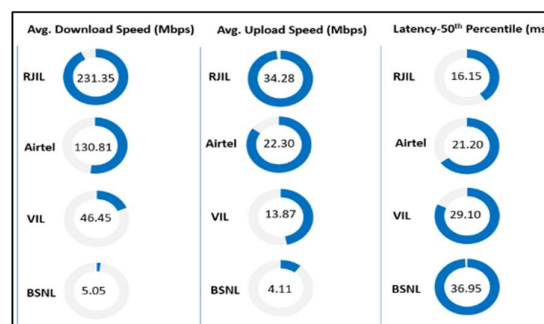 Avg. Download Speed (Mbps)
RJIL 231.35
Airtel 130.81
VIL 46.45
BSNL 5.05
Avg. Upload Speed (Mbps)
RJIL 34.28
Airtel 22.30
VIL 13.87
BSNL 4.11
Latency-50th Percentile (ms
RJIL 16.15
Airtel 21.20
VIL 29.10
BSNL 36.95